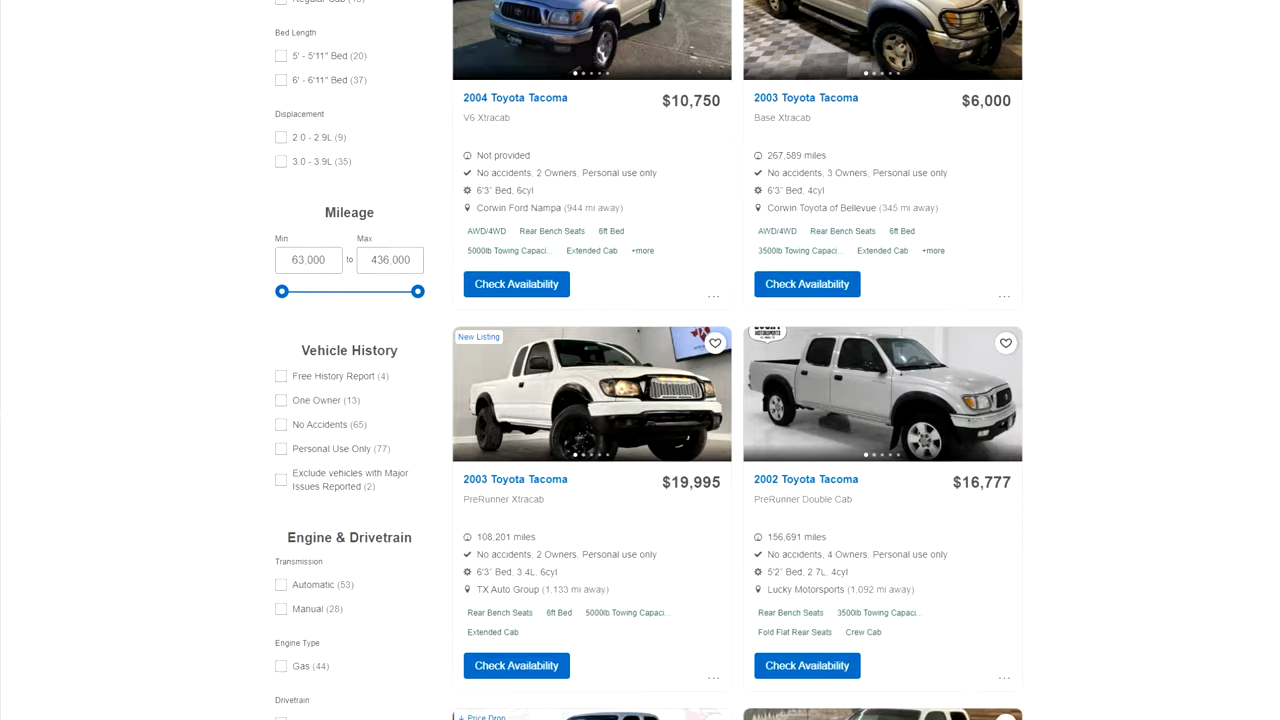 Bed Length
5' - 5'11" Bed (20)
6' - 6'11" Bed (37)
Displacement
2.0 - 2.9L (9)
3.0 - 3.9L (35)
Mileage
Min
Max
63,000
to
436,000
Vehicle History
Free History Report (4)
One Owner (13)
No Accidents (65)
Personal Use Only (77)
Exclude vehicles with Major
Issues Reported (2)
Engine & Drivetrain
Transmission
Automatic (53)
Manual (28)
Engine Type
Gas (44)
Drivetrain
2004 Toyota Tacoma
$10,750
V6 Xtracab
Not provided
No accidents, 2 Owners, Personal use only
6'3" Bed, 6cyl
Corwin Ford Nampa (944 mi away)
AWD/4WD Rear Bench Seats 6ft Bed
5000lb Towing Capaci... Extended Cab +more
Check Availability
...
2003 Toyota Tacoma
$6,000
Base Xtracab
267,589 miles
No accidents, 3 Owners, Personal use only
6'3" Bed, 4cyl
Corwin Toyota of Bellevue (345 mi away)
AWD/4WD Rear Bench Seats 6ft Bed
3500lb Towing Capaci... Extended Cab +more
Check Availability
...
New Listing
2003 Toyota Tacoma
$19,995
PreRunner Xtracab
108,201 miles
No accidents, 2 Owners, Personal use only
6'3" Bed, 3.4L, 6cyl
TX Auto Group (1,133 mi away)
Rear Bench Seats 6ft Bed 5000lb Towing Capaci...
Extended Cab
Check Availability
...
2002 Toyota Tacoma
$16,777
PreRunner Double Cab
156,691 miles
No accidents, 4 Owners, Personal use only
5'2" Bed, 2.7L, 4cyl
Lucky Motorsports (1,092 mi away)
Rear Bench Seats 3500lb Towing Capaci...
Fold Flat Rear Seats Crew Cab
Check Availability
...
Price Drop